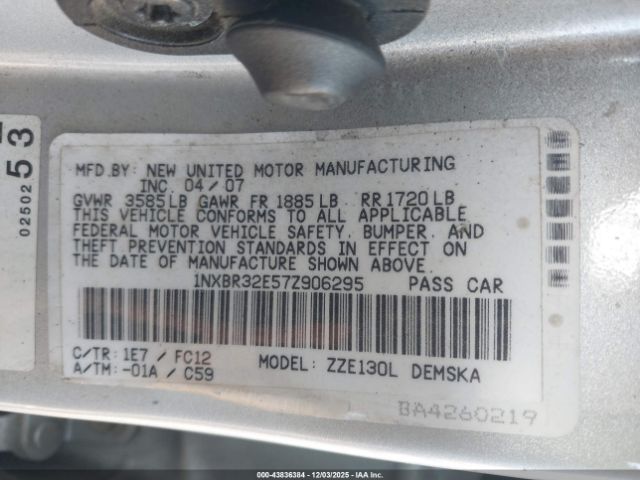 53
02502
MFD.BY: NEW UNITED MOTOR MANUFACTURING
INC. 04/07
GVWR 3585LB GAWR FR 1885LB RR1720LB
THIS VEHICLE CONFORMS TO ALL APPLICABLE
FEDERAL MOTOR VEHICLE SAFETY, BUMPER, AND
THEFT PREVENTION STANDARDS IN EFFECT ON
THE DATE OF MANUFACTURE SHOWN ABOVE.
1NXBR32E57Z906295 PASS CAR
C/TR: 1E7 / FC12 MODEL: ZZE130L DEMSKA
A/TM: -01A / C59
BA4260219
00-43836384 - 12/03/2025 - IAA Inc.